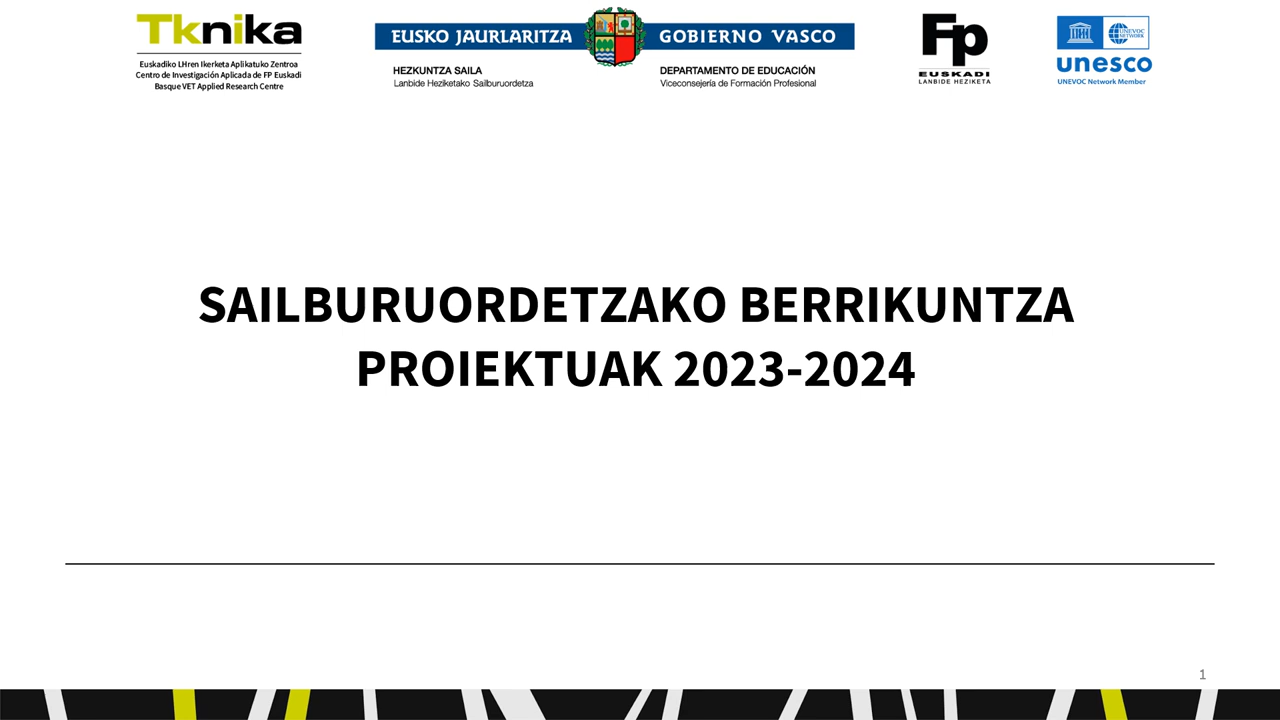 Tknika
Euskadiko LHren Ikerketa Aplikatuko Zentroa
Centro de Investigación Aplicada de FP Euskadi
Basque VET Applied Research Centre
EUSKO JAURLARITZA
GOBIERNO VASCO
HEZKUNTZA SAILA
Lanbide Heziketako Sailburuordetza
DEPARTAMENTO DE EDUCACIÓN
Viceconsejería de Formación Profesional
Fp
EUSKADI
LANBIDE HEZIKETA
UNEVOC
NETWORK
unesco
UNEVOC Network Member
SAILBURUORDETZAKO BERRIKUNTZA
PROIEKTUAK 2023-2024
1